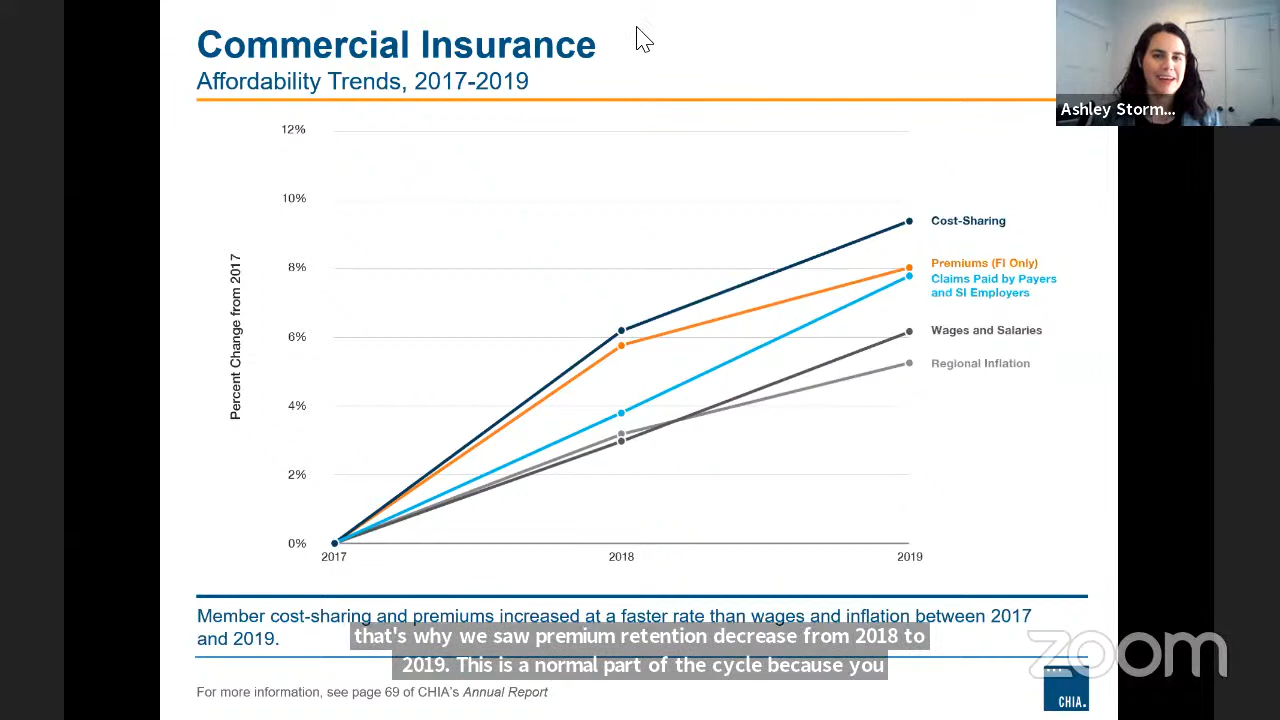 Commercial Insurance
Affordability Trends, 2017-2019
Ashley Storm...
12%
10%
8%
6%
4%
2%
0%
Percent Change from 2017
Cost-Sharing
Premiums (FI Only)
Claims Paid by Payers
and SI Employers
Wages and Salaries
Regional Inflation
2017
2018
2019
Member cost-sharing and premiums increased at a faster rate than wages and inflation between 2017
and 2019.
that's why we saw premium retention decrease from 2018 to
2019. This is a normal part of the cycle because you
For more information, see page 69 of CHIA's Annual Report
zoom
CHIA.